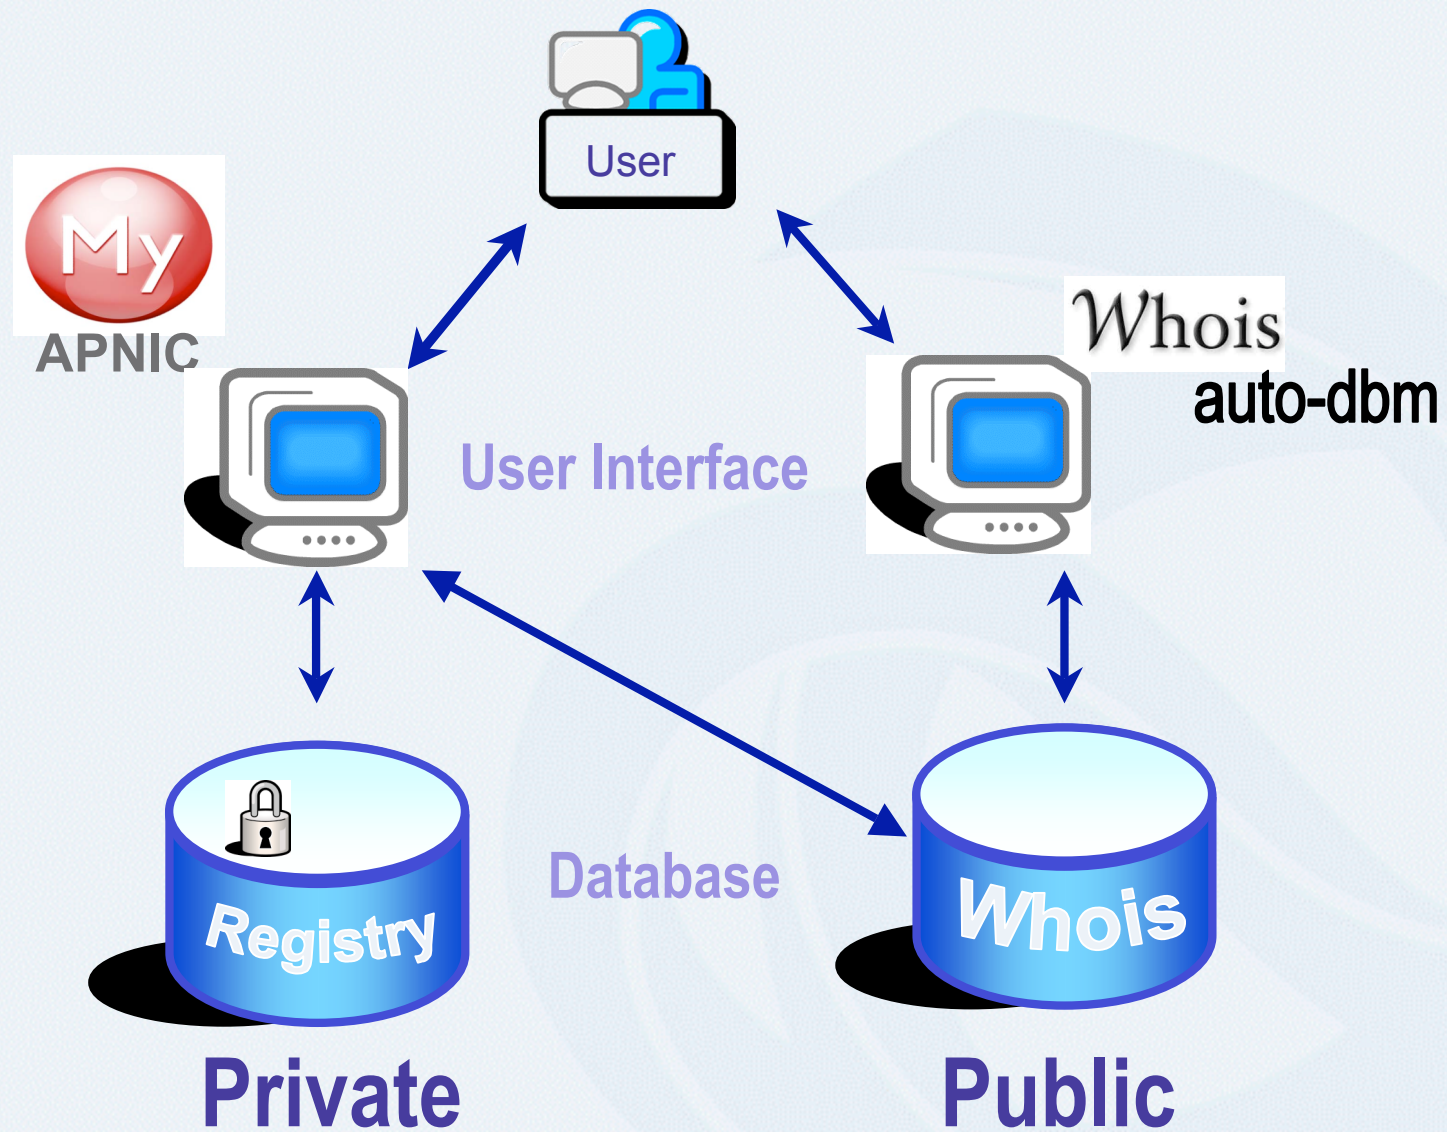 User
My
APNIC
Whois
auto-dbm
User Interface
Database
Registry
Whois
Private
Public